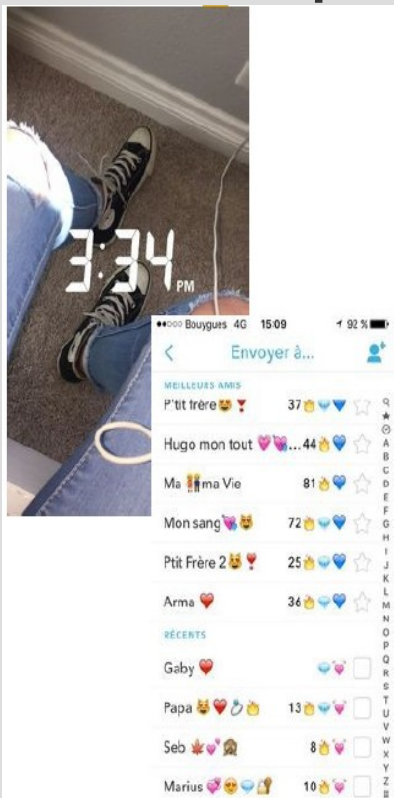 3:34 PM
Bouygues 4G 15:09 92 %
Envoyer à...
MEILLEURS AMIS
P'tit frère 😻❣️ 37🔥💬💙
Hugo mon tout 💗💘...44🔥💙
Ma 👭ma Vie 81🔥💙
Mon sang💘😻 72🔥💬💙
Ptit Frère 2😻❣️ 25🔥💬💙
Arma ❤️ 36🔥💬💙
RÉCENTS
Gaby ❤️ 💬💓
Papa 😻❤️💍🔥 13🔥💬💓
Seb 🍁💕🙈 8🔥💓
Marius 💞😍💬 10🔥💓
A
B
C
D
E
F
G
H
I
J
K
L
M
N
O
P
Q
R
S
T
U
V
W
X
Y
Z
#